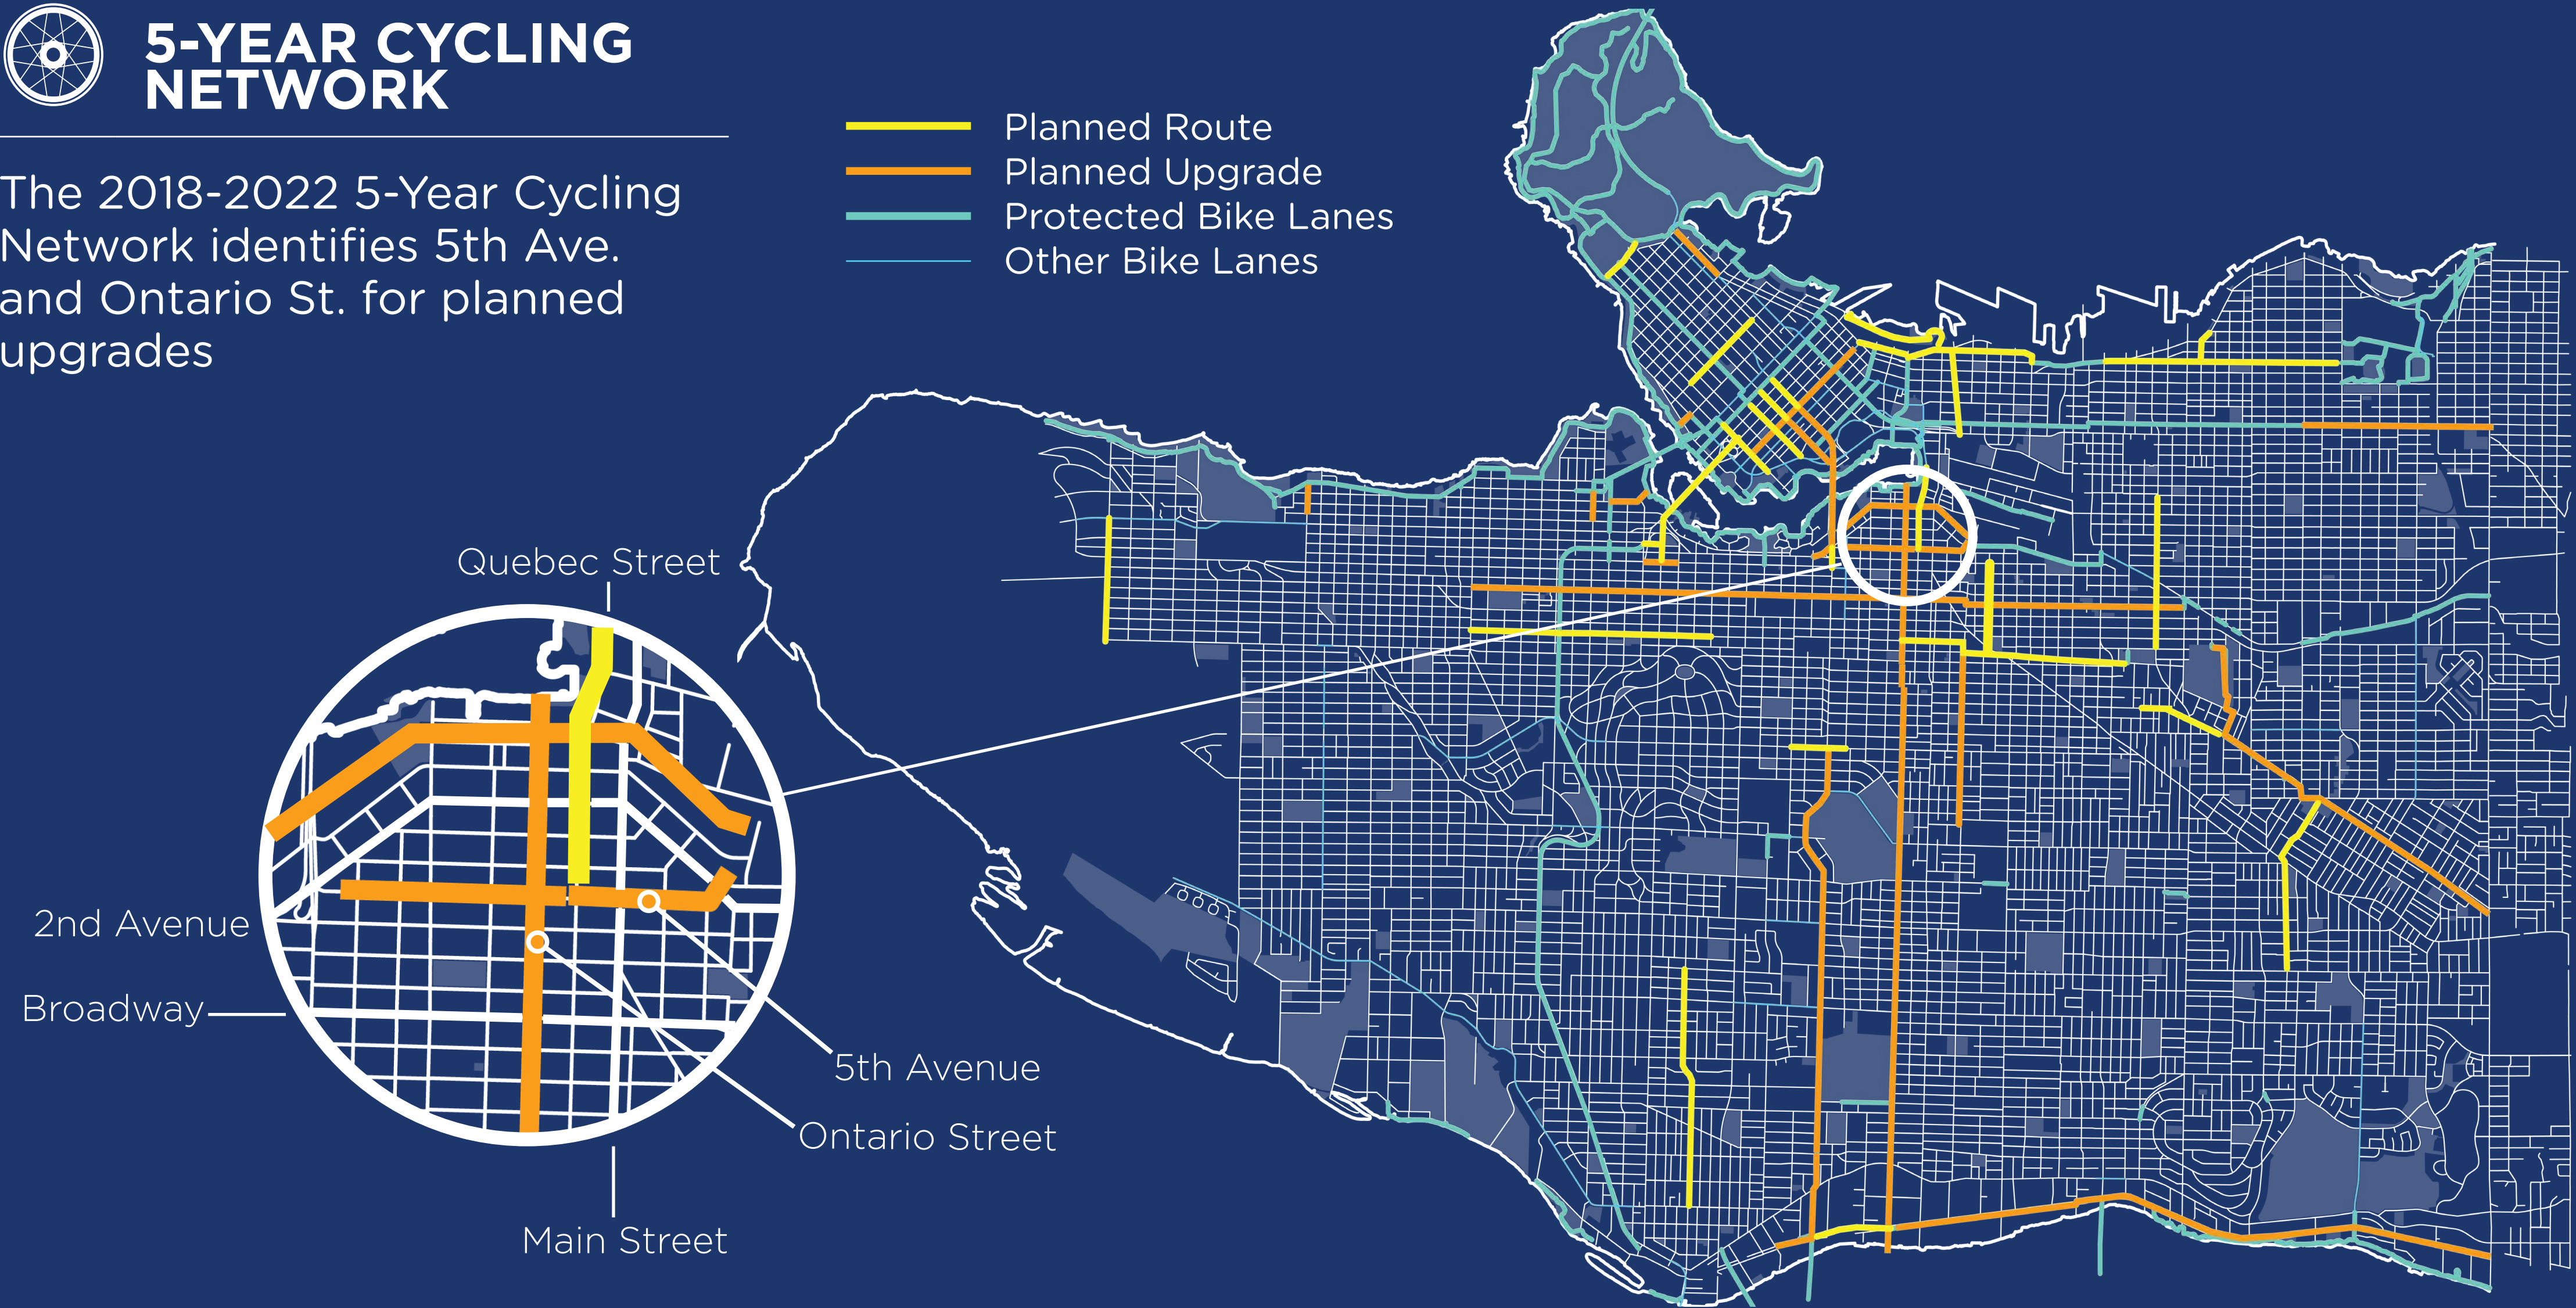 5-YEAR CYCLING
NETWORK
The 2018-2022 5-Year Cycling
Network identifies 5th Ave.
and Ontario St. for planned
upgrades
Planned Route
Planned Upgrade
Protected Bike Lanes
Other Bike Lanes
Quebec Street
2nd Avenue
Broadway
5th Avenue
Ontario Street
Main Street